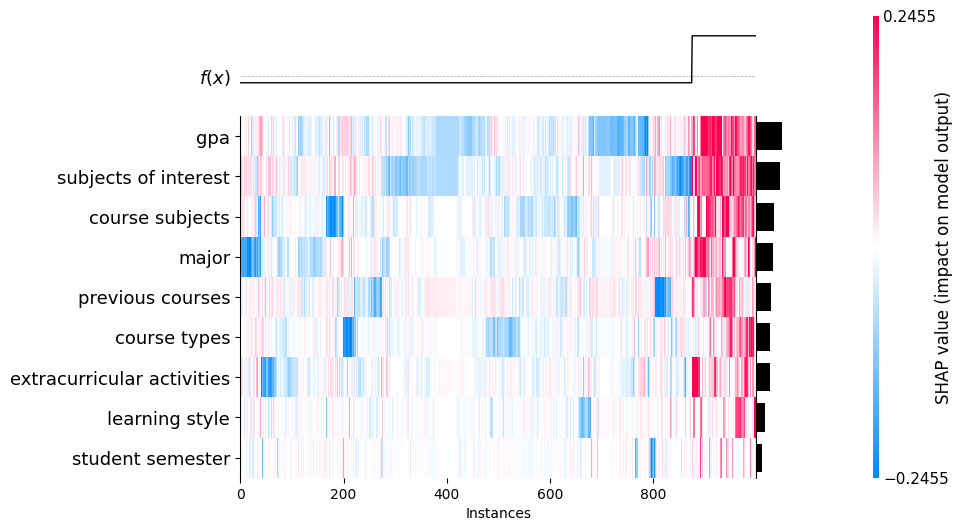 0.2455
f(x)
gpa
subjects of interest
course subjects
major
previous courses
course types
extracurricular activities
learning style
student semester
0 200 400 600 800
Instances
SHAP value (impact on model output)
−0.2455